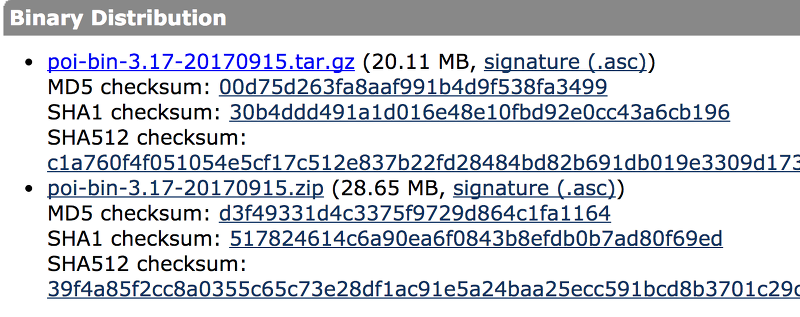 Binary Distribution
poi-bin-3.17-20170915.tar.gz (20.11 MB, signature (.asc))
MD5 checksum: 00d75d263fa8aaf991b4d9f538fa3499
SHA1 checksum: 30b4ddd491a1d016e48e10fbd92e0cc43a6cb196
SHA512 checksum:
c1a760f4f051054e5cf17c512e837b22fd28484bd82b691db019e3309d173
poi-bin-3.17-20170915.zip (28.65 MB, signature (.asc))
MD5 checksum: d3f49331d4c3375f9729d864c1fa1164
SHA1 checksum: 517824614c6a90ea6f0843b8efdb0b7ad80f69ed
SHA512 checksum:
39f4a85f2cc8a0355c65c73e28df1ac91e5a24baa25ecc591bcd8b3701c29c